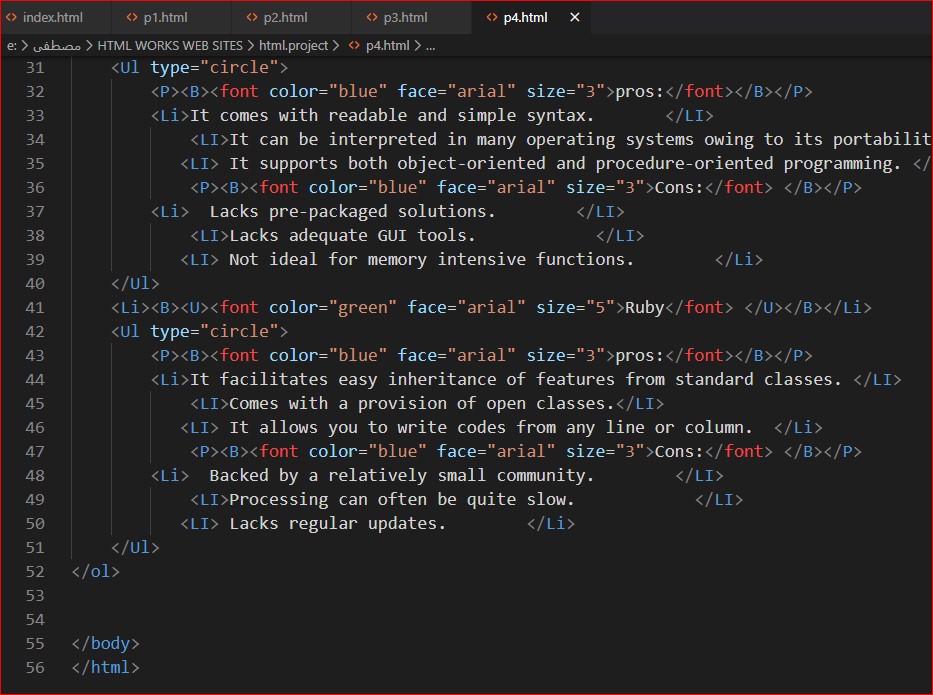 index.html p1.html p2.html p3.html p4.html
e: > مصطفى > HTML WORKS WEB SITES > html.project > p4.html > ...
31 <Ul type="circle">
32 <P><B><font color="blue" face="arial" size="3">pros:</font></B></P>
33 <Li>It comes with readable and simple syntax. </LI>
34 <LI>It can be interpreted in many operating systems owing to its portabilit
35 <LI> It supports both object-oriented and procedure-oriented programming. </
36 <P><B><font color="blue" face="arial" size="3">Cons:</font> </B></P>
37 <Li> Lacks pre-packaged solutions. </LI>
38 <LI>Lacks adequate GUI tools. </LI>
39 <LI> Not ideal for memory intensive functions. </Li>
40 </Ul>
41 <Li><B><U><font color="green" face="arial" size="5">Ruby</font> </U></B></Li>
42 <Ul type="circle">
43 <P><B><font color="blue" face="arial" size="3">pros:</font></B></P>
44 <Li>It facilitates easy inheritance of features from standard classes. </LI>
45 <LI>Comes with a provision of open classes.</LI>
46 <LI> It allows you to write codes from any line or column. </Li>
47 <P><B><font color="blue" face="arial" size="3">Cons:</font> </B></P>
48 <Li> Backed by a relatively small community. </LI>
49 <LI>Processing can often be quite slow. </LI>
50 <LI> Lacks regular updates. </Li>
51 </Ul>
52 </ol>
53
54
55 </body>
56 </html>